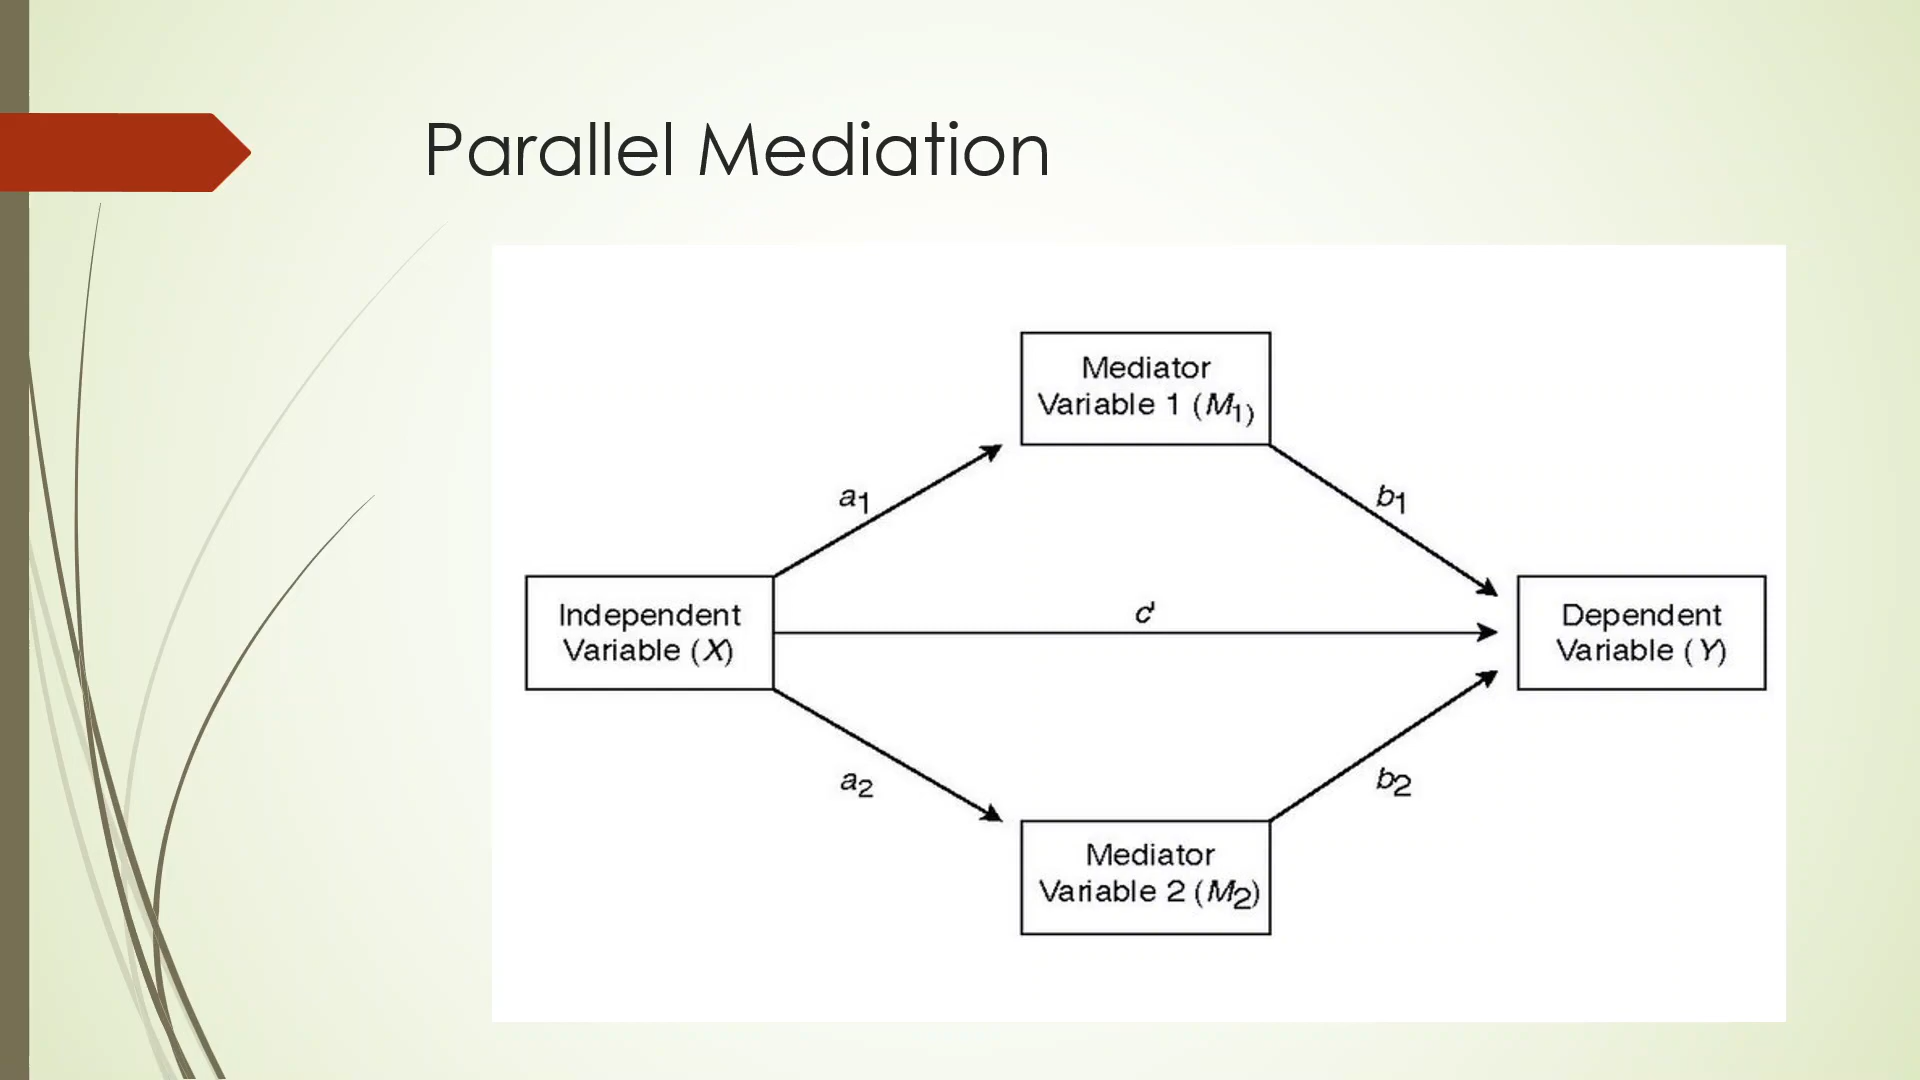 Parallel Mediation
Mediator
Variable 1 (M1)
a1
b1
Independent
Variable (X)
c'
Dependent
Variable (Y)
a2
b2
Mediator
Variable 2 (M2)